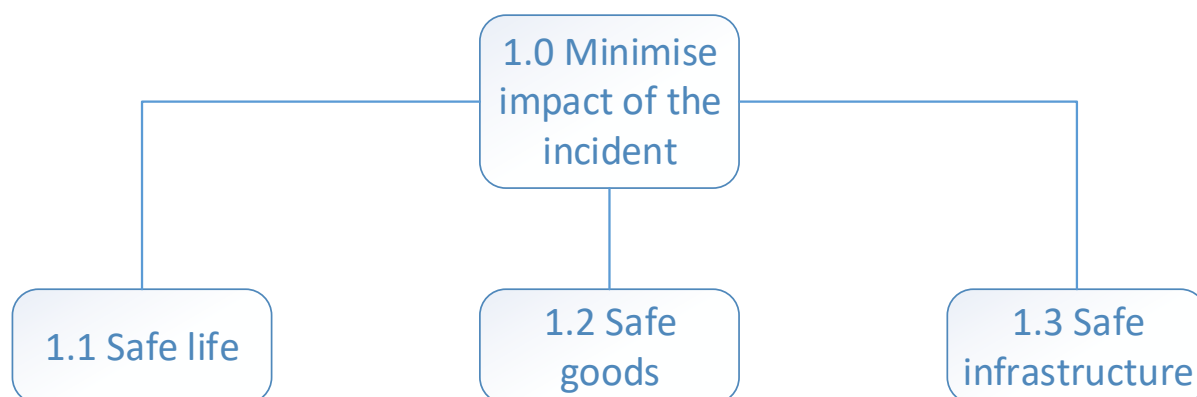 1.0 Minimise
impact of the
incident
1.1 Safe life
1.2 Safe
goods
1.3 Safe
infrastructure